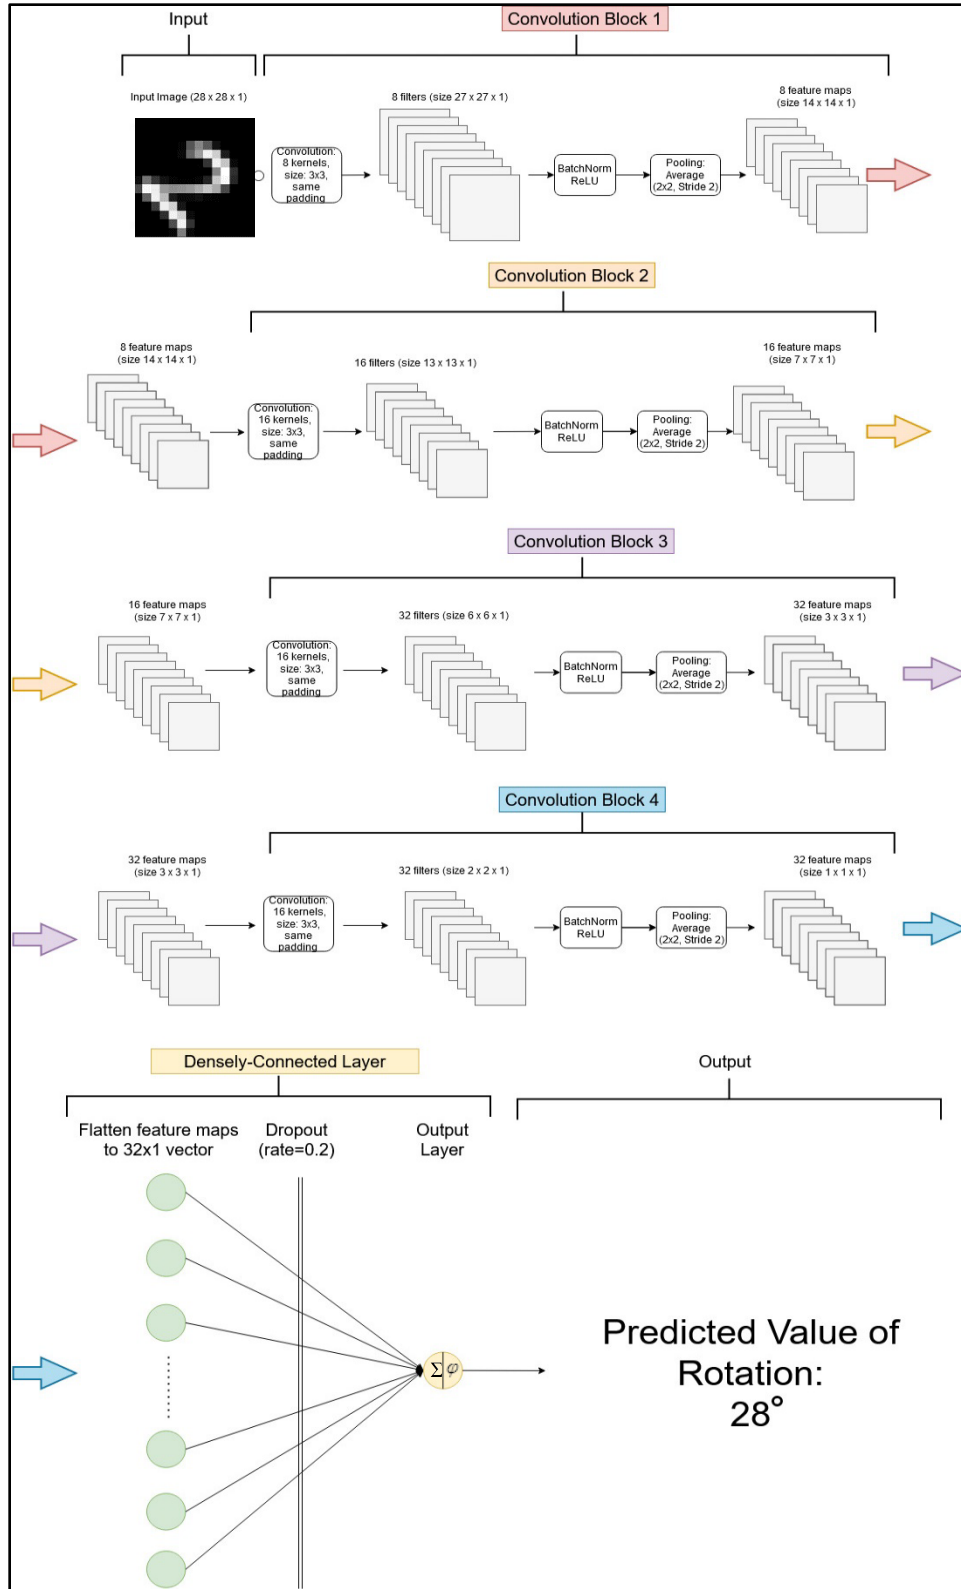 Input
Convolution Block 1
Input Image (28 x 28 x 1)
8 filters (size 27 x 27 x 1)
8 feature maps
(size 14 x 14 x 1)
Convolution:
8 kernels,
size: 3x3,
same
padding
BatchNorm
ReLU
Pooling:
Average
(2x2, Stride 2)
Convolution Block 2
8 feature maps
(size 14 x 14 x 1)
16 filters (size 13 x 13 x 1)
16 feature maps
(size 7 x 7 x 1)
Convolution:
16 kernels,
size: 3x3,
same
padding
BatchNorm
ReLU
Pooling:
Average
(2x2, Stride 2)
Convolution Block 3
16 feature maps
(size 7 x 7 x 1)
32 filters (size 6 x 6 x 1)
32 feature maps
(size 3 x 3 x 1)
Convolution:
16 kernels,
size: 3x3,
same
padding
BatchNorm
ReLU
Pooling:
Average
(2x2, Stride 2)
Convolution Block 4
32 feature maps
(size 3 x 3 x 1)
32 filters (size 2 x 2 x 1)
32 feature maps
(size 1 x 1 x 1)
Convolution:
16 kernels,
size: 3x3,
same
padding
BatchNorm
ReLU
Pooling:
Average
(2x2, Stride 2)
Densely-Connected Layer
Output
Flatten feature maps
to 32x1 vector
Dropout
(rate=0.2)
Output
Layer
Σ φ
Predicted Value of
Rotation:
28°